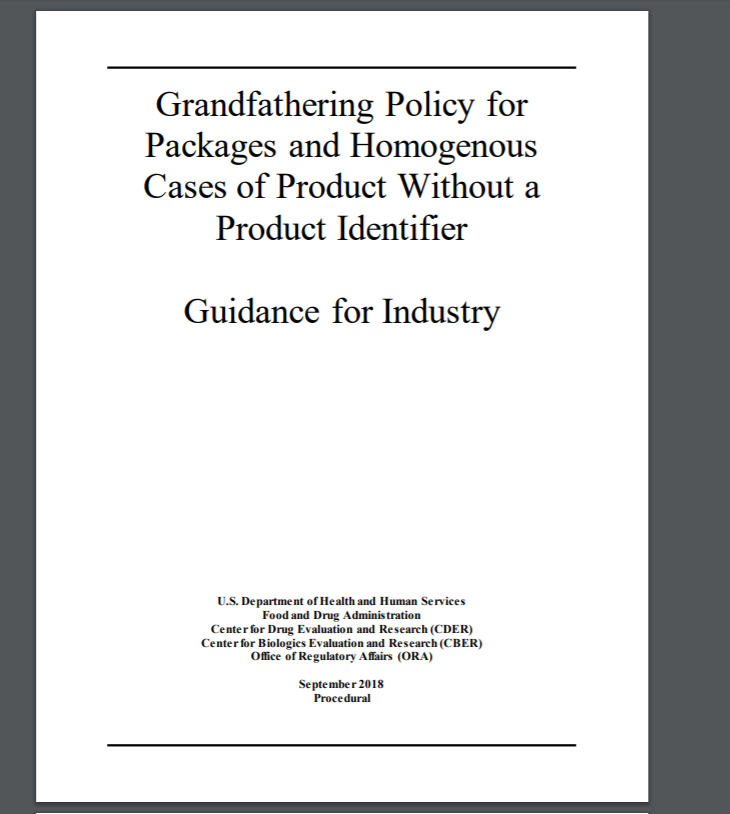 Grandfathering Policy for
Packages and Homogenous
Cases of Product Without a
Product Identifier
Guidance for Industry
U.S. Department of Health and Human Services
Food and Drug Administration
Center for Drug Evaluation and Research (CDER)
Center for Biologics Evaluation and Research (CBER)
Office of Regulatory Affairs (ORA)
September 2018
Procedural